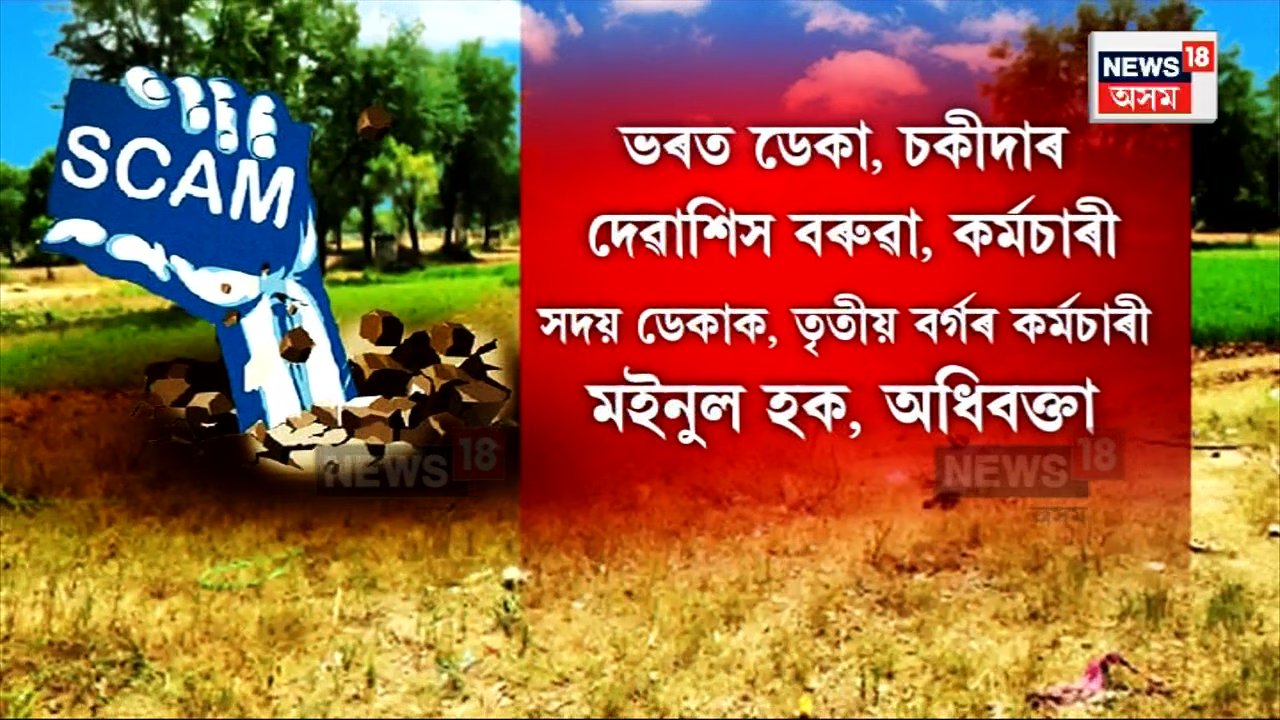 NEWS 18
অসম
SCAM
ভৰত ডেকা, চকীদাৰ
দেৱাশিস বৰুৱা, কৰ্মচাৰী
সদয় ডেকাক, তৃতীয় বৰ্গৰ কৰ্মচাৰী
মইনুল হক, অধিবক্তা
NEWS 18
NEWS 18
অসম